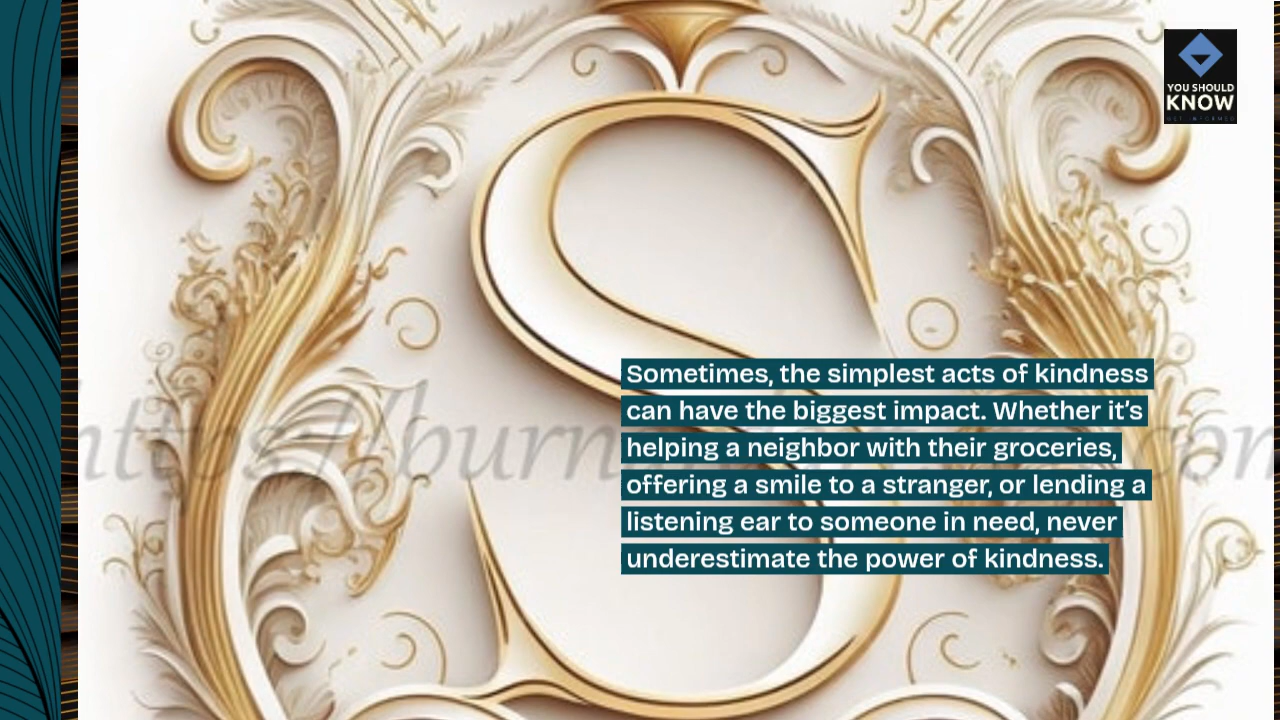 YOU SHOULD
KNOW
GET INFORMED
S
Sometimes, the simplest acts of kindness
can have the biggest impact. Whether it’s
helping a neighbor with their groceries,
offering a smile to a stranger, or lending a
listening ear to someone in need, never
underestimate the power of kindness.